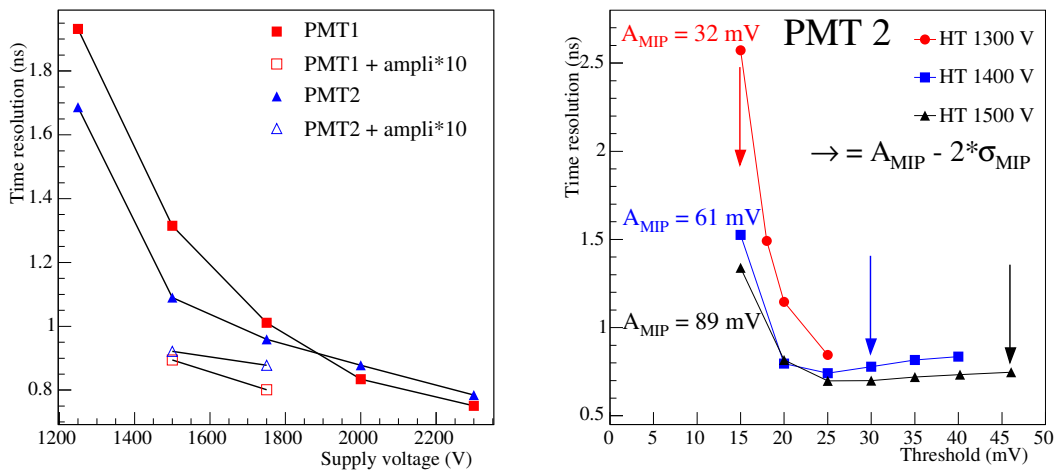 Time resolution (ns)
1.8
1.6
1.4
1.2
1
0.8
1200 1400 1600 1800 2000 2200
Supply voltage (V)
PMT1
PMT1 + ampli*10
PMT2
PMT2 + ampli*10
Time resolution (ns)
2.5
2
1.5
1
0.5
0 5 10 15 20 25 30 35 40 45 50
Threshold (mV)
PMT 2
HT 1300 V
HT 1400 V
HT 1500 V
→ = A_MIP - 2*σ_MIP
A_MIP = 32 mV
A_MIP = 61 mV
A_MIP = 89 mV